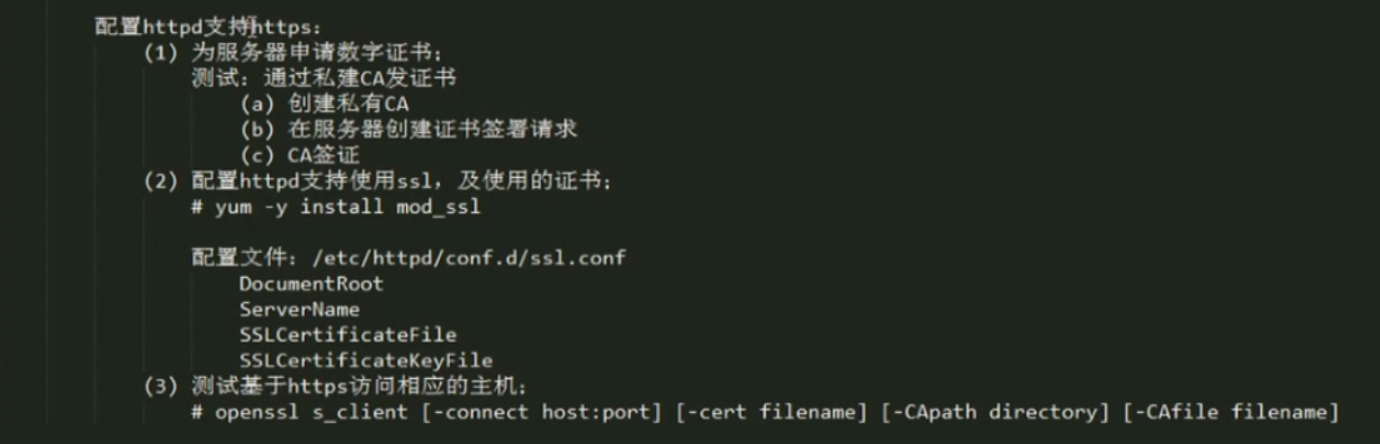 配置httpd支持https：
(1) 为服务器申请数字证书；
测试：通过私建CA发证书
(a) 创建私有CA
(b) 在服务器创建证书签署请求
(c) CA签证
(2) 配置httpd支持使用ssl，及使用的证书；
# yum -y install mod_ssl
配置文件：/etc/httpd/conf.d/ssl.conf
DocumentRoot
ServerName
SSLCertificateFile
SSLCertificateKeyFile
(3) 测试基于https访问相应的主机；
# openssl s_client [-connect host:port] [-cert filename] [-CApath directory] [-CAfile filename]